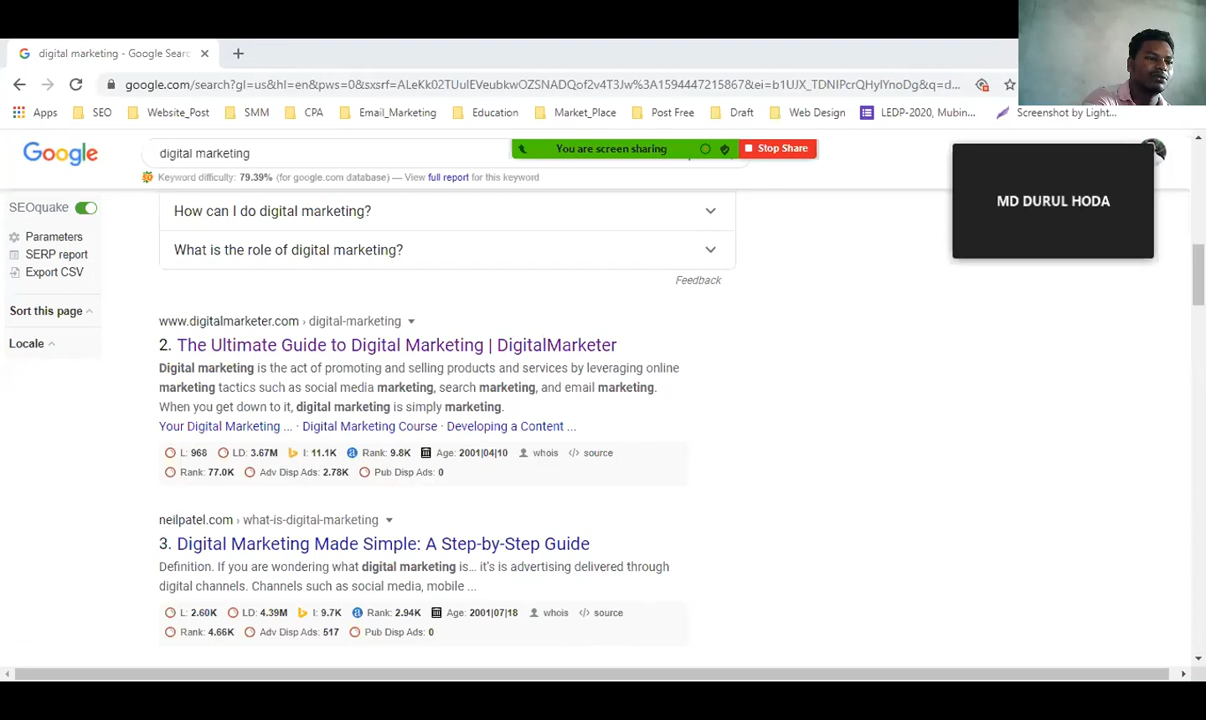 digital marketing - Google Searc
google.com/search?gl=us&hl=en&pws=0&sxsrf=ALeKk02TUuIEVeubkwOZSNADQof2v4T3Jw%3A1594447215867&ei=b1UJX_TDNIPcrQHyIYnoDg&q=d...
Apps SEO Website_Post SMM CPA Email_Marketing Education Market_Place Post Free Draft Web Design LEDP-2020, Mubin... Screenshot by Light...
Google
digital marketing
You are screen sharing
Stop Share
Keyword difficulty: 79.39% (for google.com database) — View full report for this keyword
MD DURUL HODA
SEOquake
Parameters
SERP report
Export CSV
Sort this page
Locale
How can I do digital marketing?
What is the role of digital marketing?
Feedback
www.digitalmarketer.com › digital-marketing
2. The Ultimate Guide to Digital Marketing | DigitalMarketer
Digital marketing is the act of promoting and selling products and services by leveraging online
marketing tactics such as social media marketing, search marketing, and email marketing.
When you get down to it, digital marketing is simply marketing.
Your Digital Marketing ... · Digital Marketing Course · Developing a Content ...
L: 968 LD: 3.67M I: 11.1K Rank: 9.8K Age: 2001|04|10 whois </> source
Rank: 77.0K Adv Disp Ads: 2.78K Pub Disp Ads: 0
neilpatel.com › what-is-digital-marketing
3. Digital Marketing Made Simple: A Step-by-Step Guide
Definition. If you are wondering what digital marketing is... it's is advertising delivered through
digital channels. Channels such as social media, mobile ...
L: 2.60K LD: 4.39M I: 9.7K Rank: 2.94K Age: 2001|07|18 whois </> source
Rank: 4.66K Adv Disp Ads: 517 Pub Disp Ads: 0